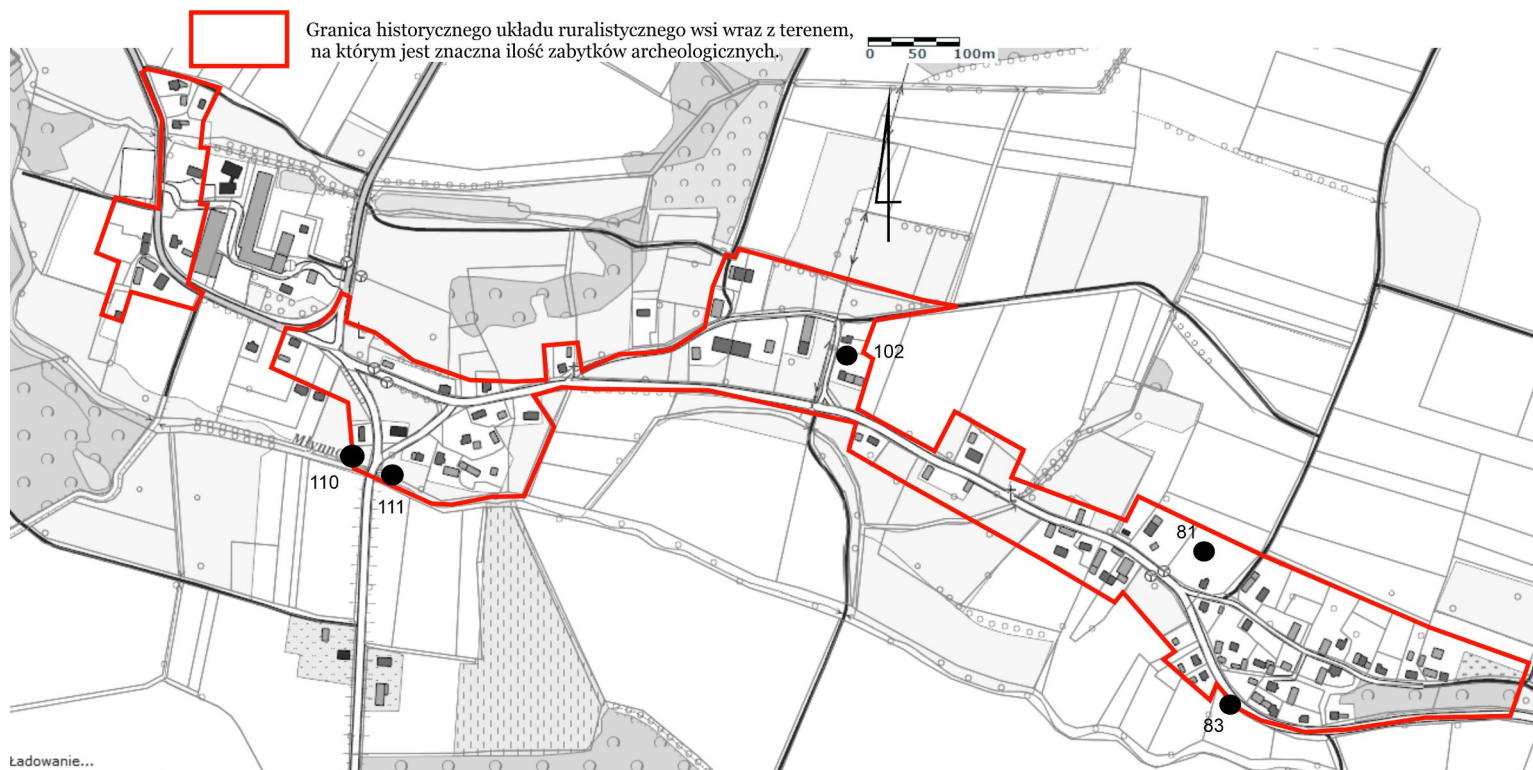 Granica historycznego układu ruralistycznego wsi wraz z terenem,
na którym jest znaczna ilość zabytków archeologicznych.
0 50 100m
102
Młynn
110
111
81
83
Ładowanie...